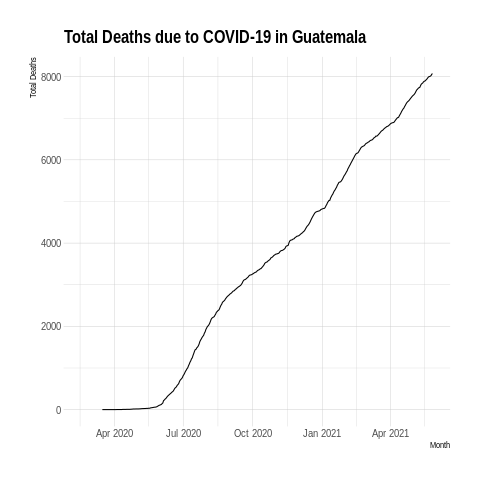 Total Deaths due to COVID-19 in Guatemala
Total Deaths
8000
6000
4000
2000
0
Apr 2020 Jul 2020 Oct 2020 Jan 2021 Apr 2021
Month